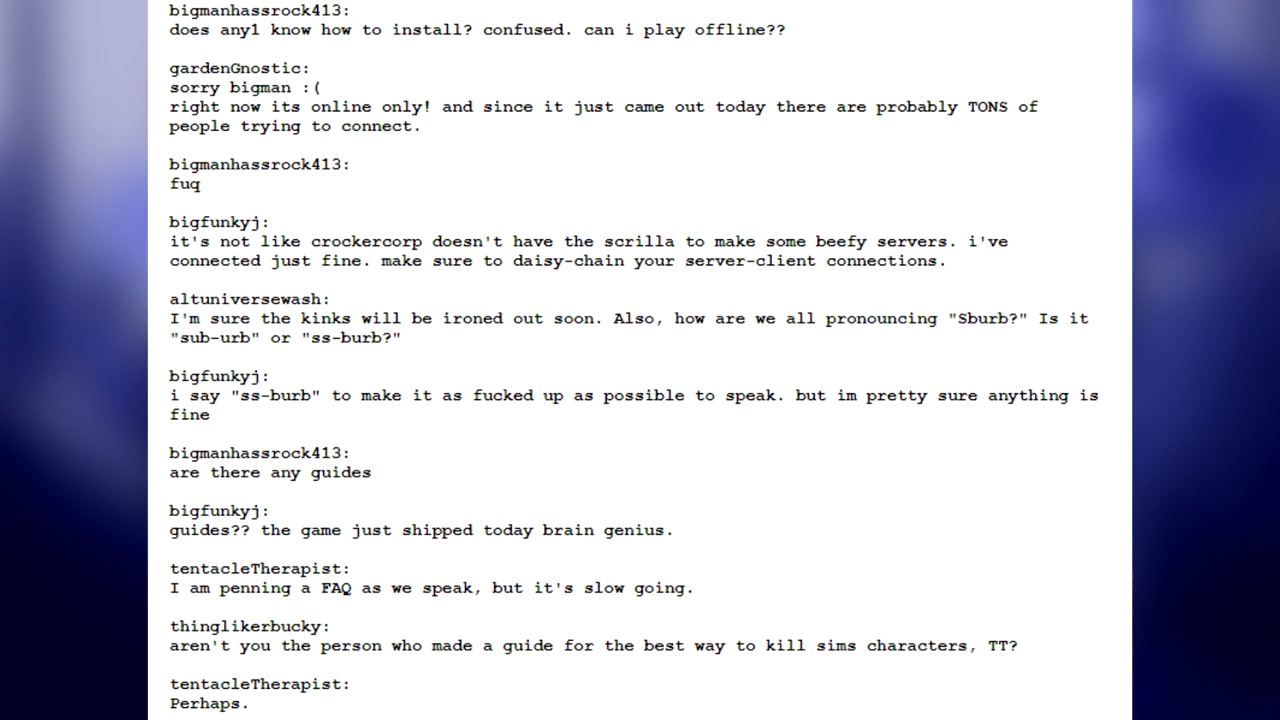 bigmanhassrock413:
does any1 know how to install? confused. can i play offline??
gardenGnostic:
sorry bigman :(
right now its online only! and since it just came out today there are probably TONS of
people trying to connect.
bigmanhassrock413:
fuq
bigfunkyj:
it's not like crockercorp doesn't have the scrilla to make some beefy servers. i've
connected just fine. make sure to daisy-chain your server-client connections.
altuniversewash:
I'm sure the kinks will be ironed out soon. Also, how are we all pronouncing "Sburb?" Is it
"sub-urb" or "ss-burb?"
bigfunkyj:
i say "ss-burb" to make it as fucked up as possible to speak. but im pretty sure anything is
fine
bigmanhassrock413:
are there any guides
bigfunkyj:
guides?? the game just shipped today brain genius.
tentacleTherapist:
I am penning a FAQ as we speak, but it's slow going.
thinglikerbucky:
aren't you the person who made a guide for the best way to kill sims characters, TT?
tentacleTherapist:
Perhaps.